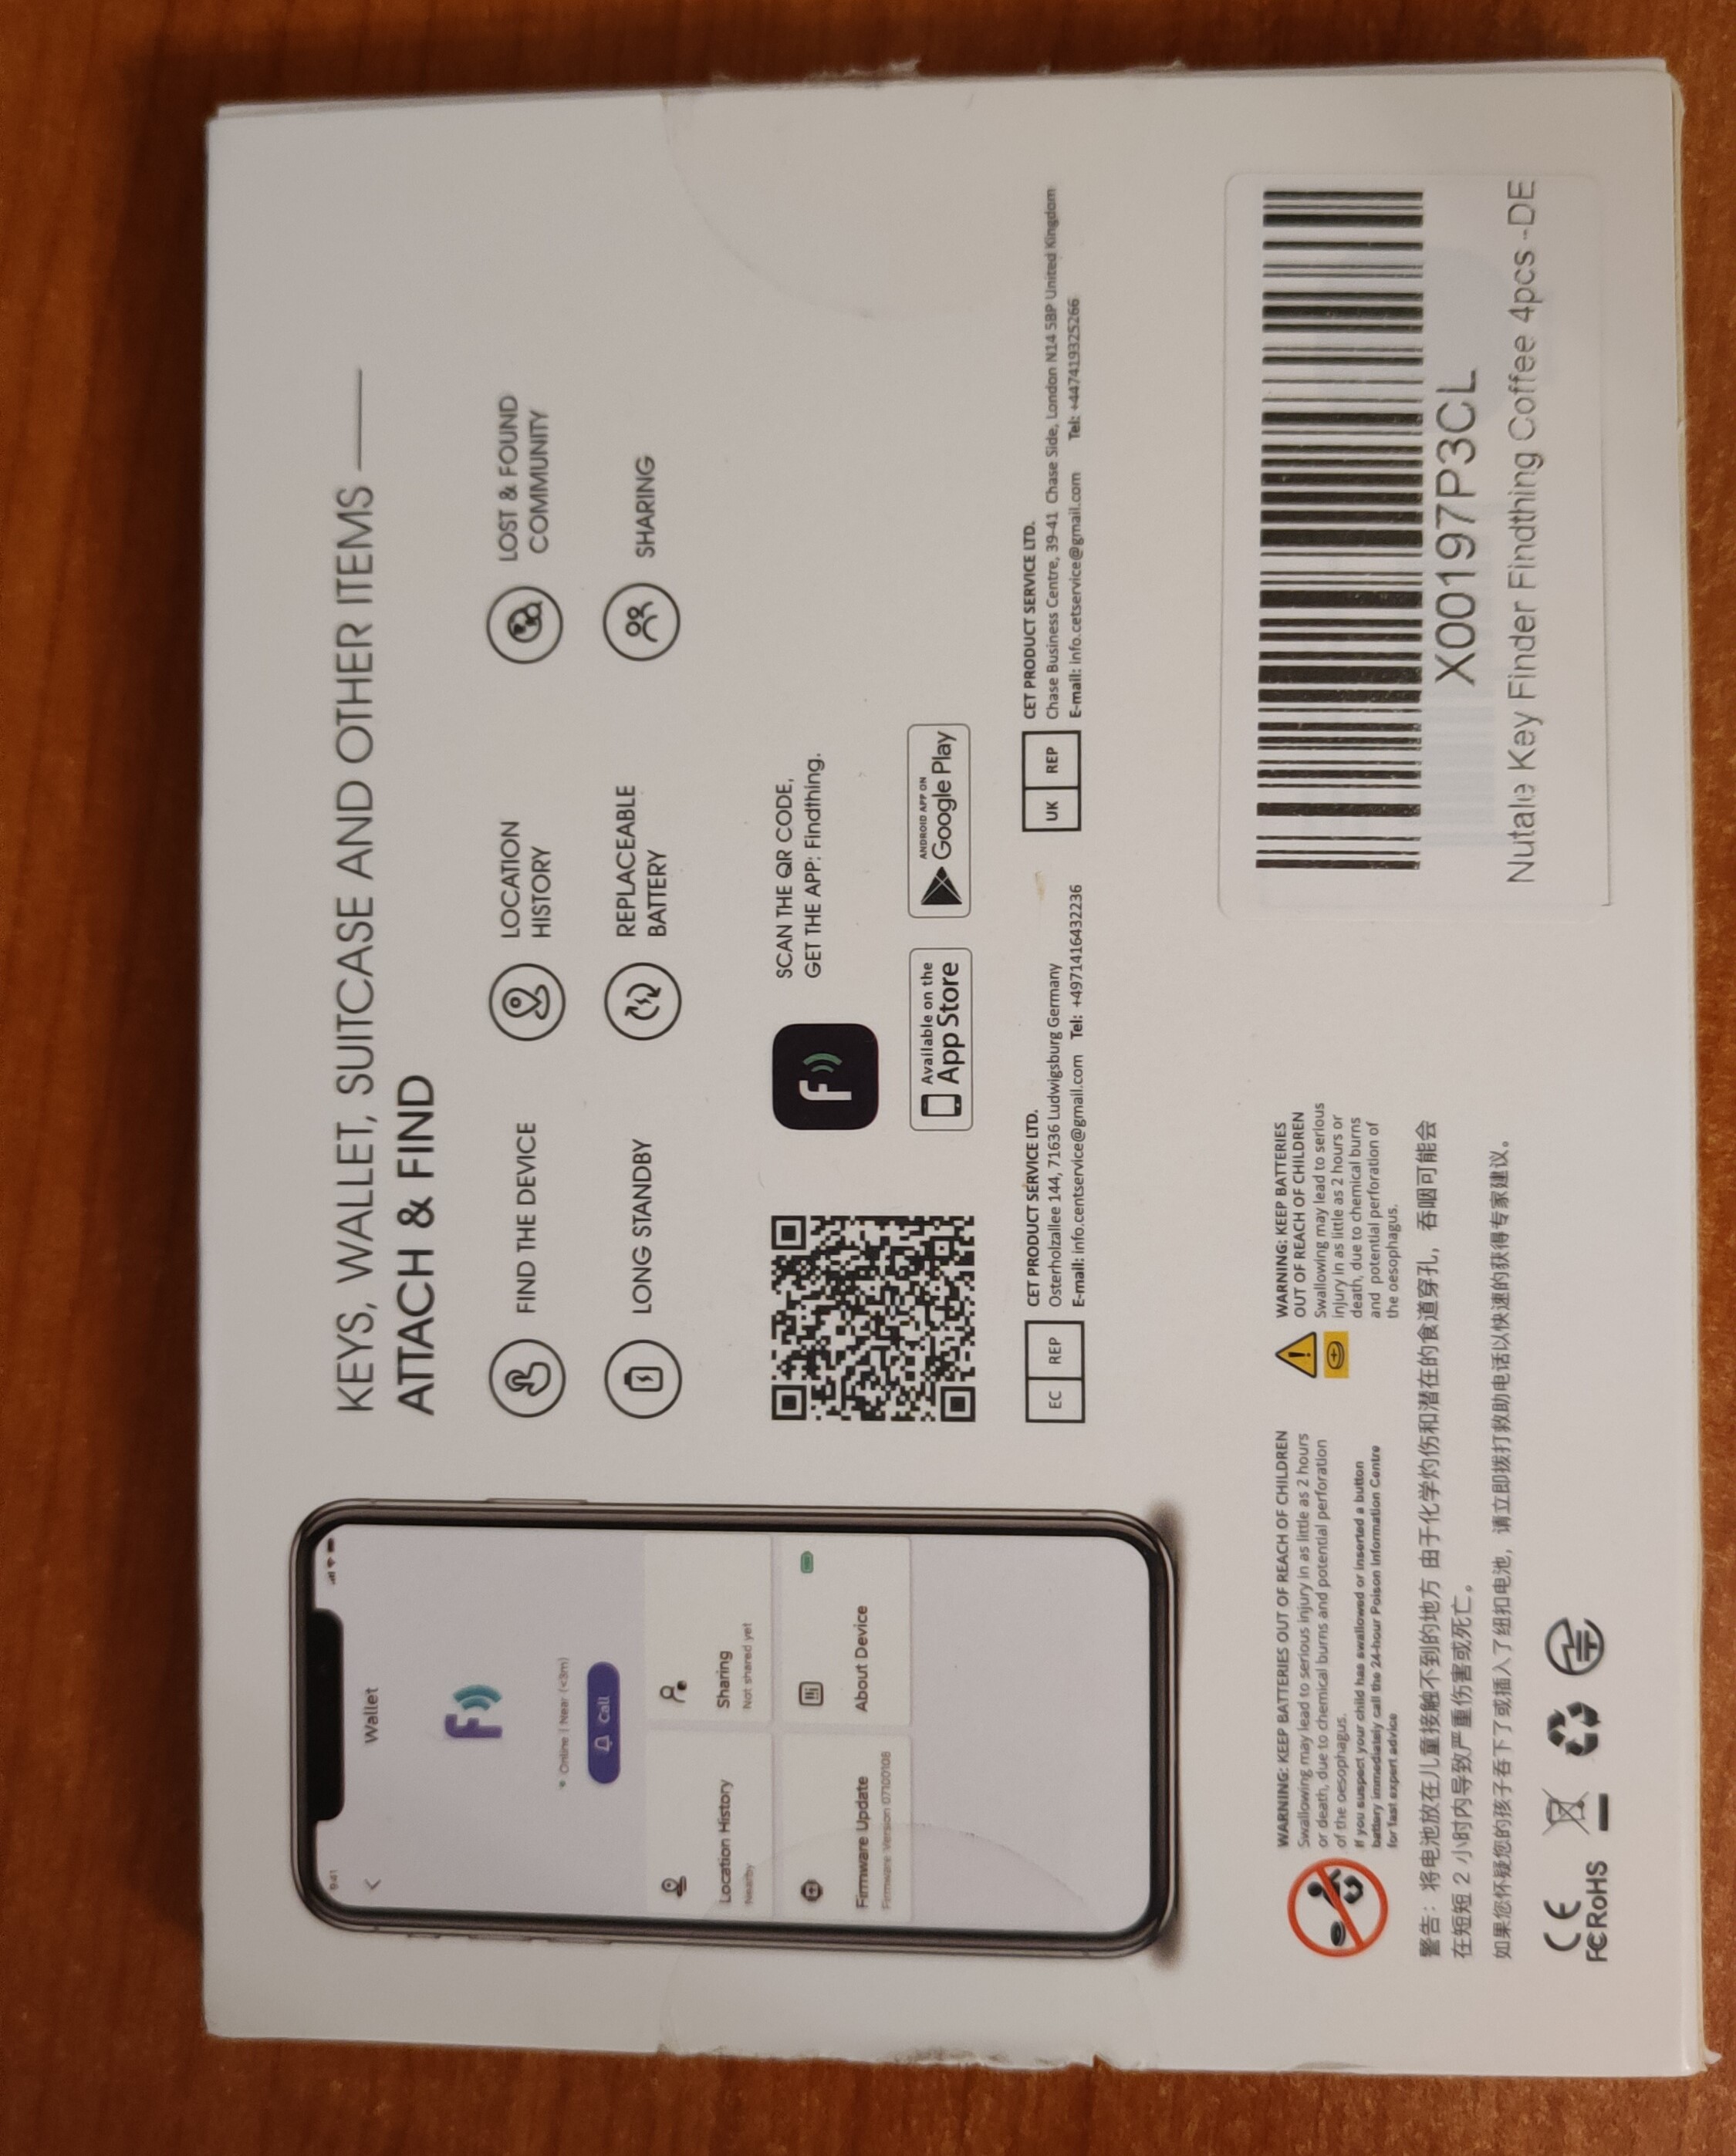 KEYS, WALLET, SUITCASE AND OTHER ITEMS
ATTACH & FIND
FIND THE DEVICE
LOCATION
HISTORY
LOST & FOUND
COMMUNITY
LONG STANDBY
REPLACEABLE
BATTERY
SHARING
SCAN THE QR CODE,
GET THE APP: Findthing.
Available on the
App Store
ANDROID APP ON
Google Play
EC REP
CET PRODUCT SERVICE LTD.
Osterholzallee 144, 71636 Ludwigsburg Germany
E-mail: info.centservice@gmail.com Tel: +4971416432236
UK REP
CET PRODUCT SERVICE LTD.
Chase Business Centre, 39-41 Chase Side, London N14 5BP United Kingdom
E-mail: info.cetservice@gmail.com Tel: +447419325266
9:41
Wallet
Online | Near (<3m)
Call
Location History
Nearby
Sharing
Not shared yet
Firmware Update
Firmware Version 07100108
About Device
WARNING: KEEP BATTERIES OUT OF REACH OF CHILDREN
Swallowing may lead to serious injury in as little as 2 hours
or death, due to chemical burns and potential perforation
of the oesophagus.
If you suspect your child has swallowed or inserted a button
battery immediately call the 24-hour Poison Information Centre
for fast expert advice
WARNING: KEEP BATTERIES
OUT OF REACH OF CHILDREN
Swallowing may lead to serious
injury in as little as 2 hours or
death, due to chemical burns
and potential perforation of
the oesophagus.
警告：将电池放在儿童接触不到的地方 由于化学灼伤和潜在的食道穿孔，吞咽可能会
在短短 2 小时内导致严重伤害或死亡。
如果您怀疑您的孩子吞下了或插入了纽扣电池，请立即拨打救助电话以快速的获得专家建议。
CE
FC RoHS
X00197P3CL
Nutale Key Finder Findthing Coffee 4pcs -DE